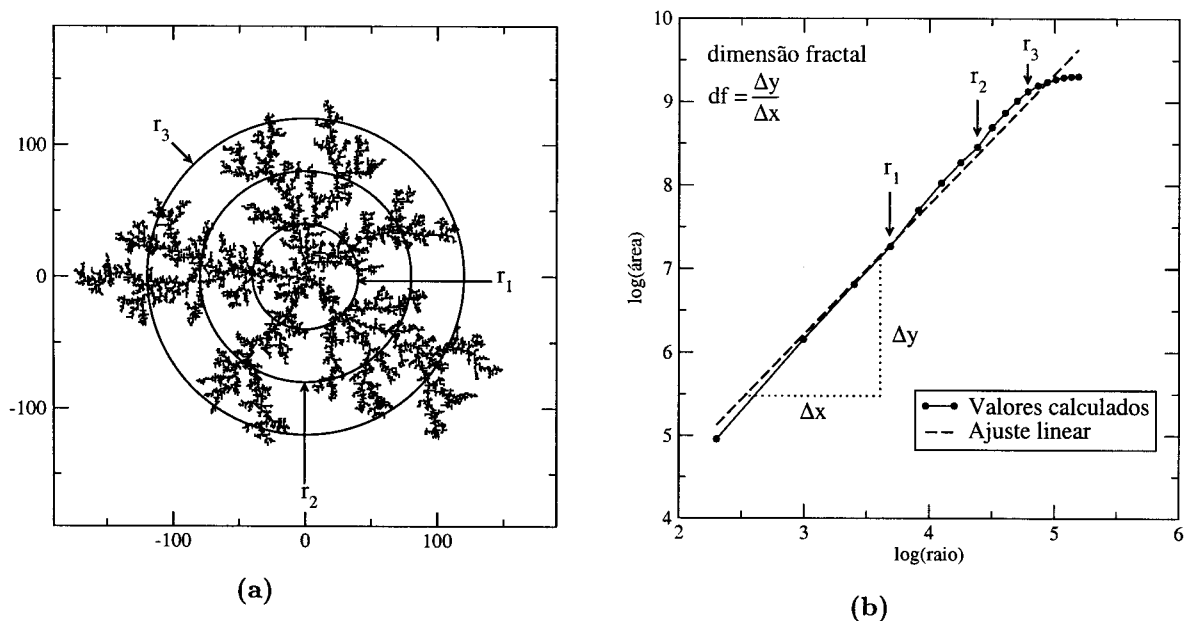 r3
r1
r2
100
0
-100
-100
0
100
(a)
dimensão fractal
df = Δy
Δx
r1
r2
r3
Δy
Δx
Valores calculados
Ajuste linear
log(área)
10
9
8
7
6
5
4
2
3
4
5
6
log(raio)
(b)